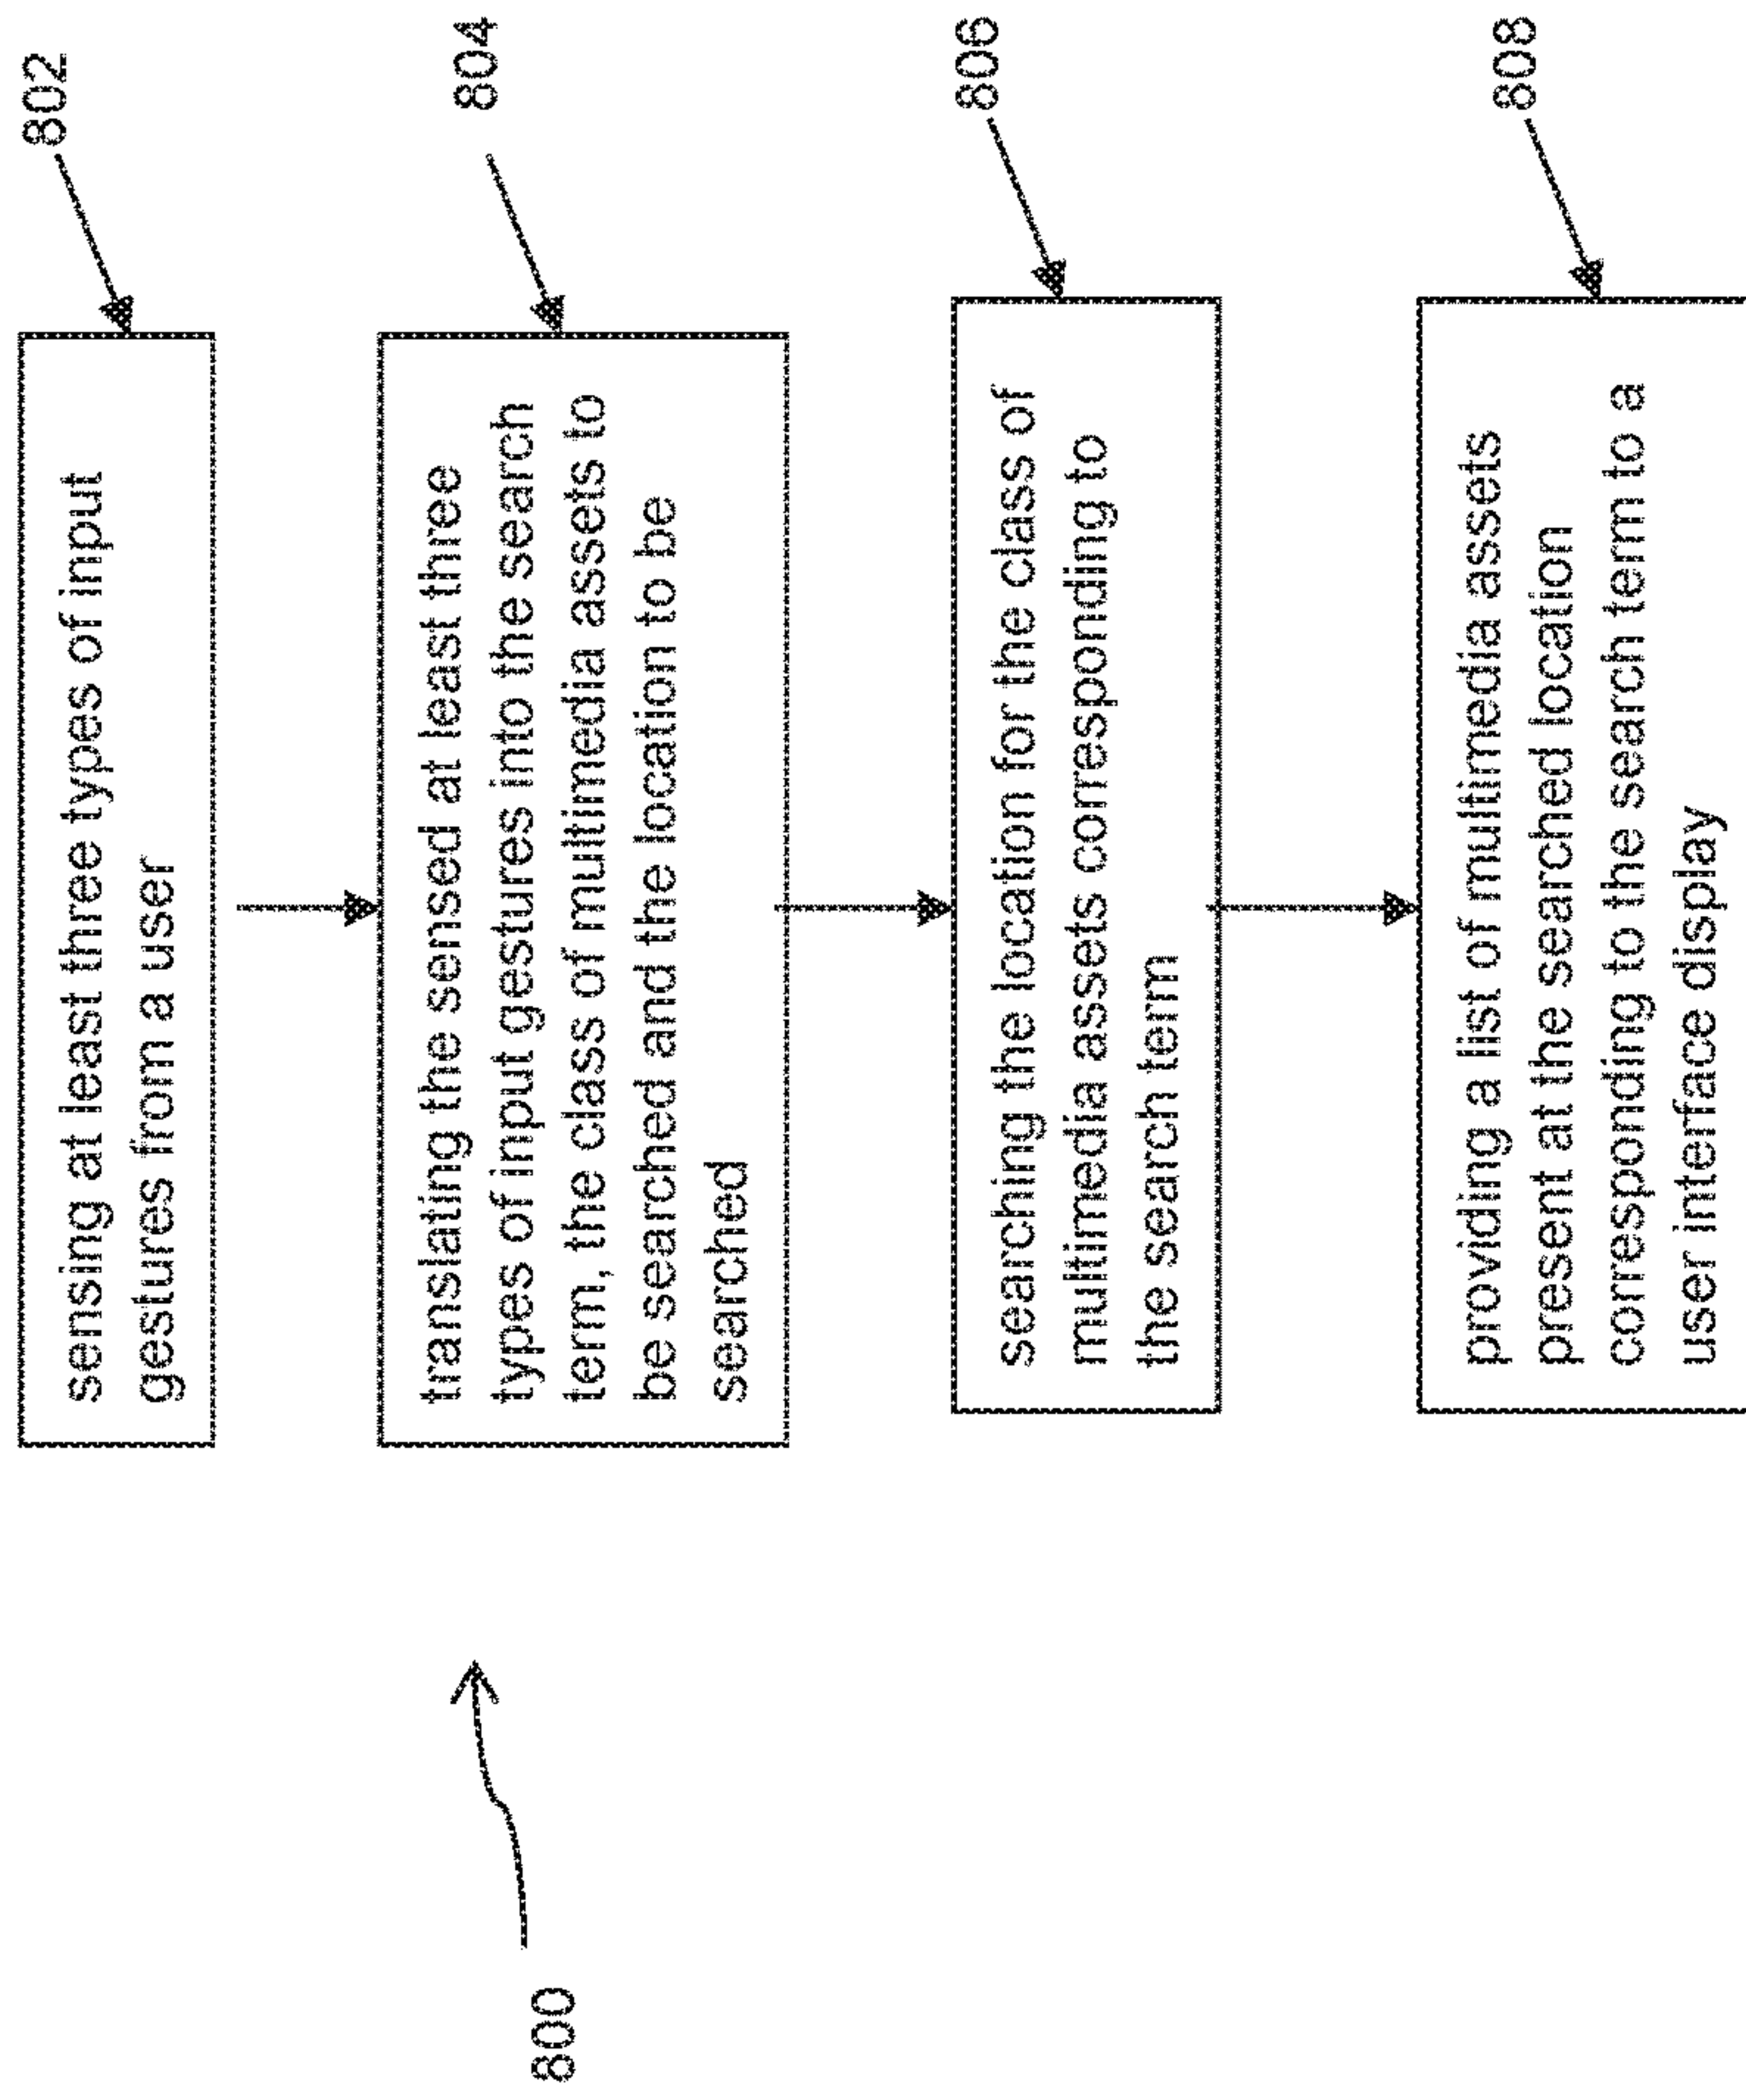 800
sensing at least three types of input
gestures from a user
802
translating the sensed at least three
types of input gestures into the search
term, the class of multimedia assets to
be searched and the location to be
searched
804
searching the location for the class of
multimedia assets corresponding to
the search term
806
providing a list of multimedia assets
present at the searched location
corresponding to the search term to a
user interface display
808